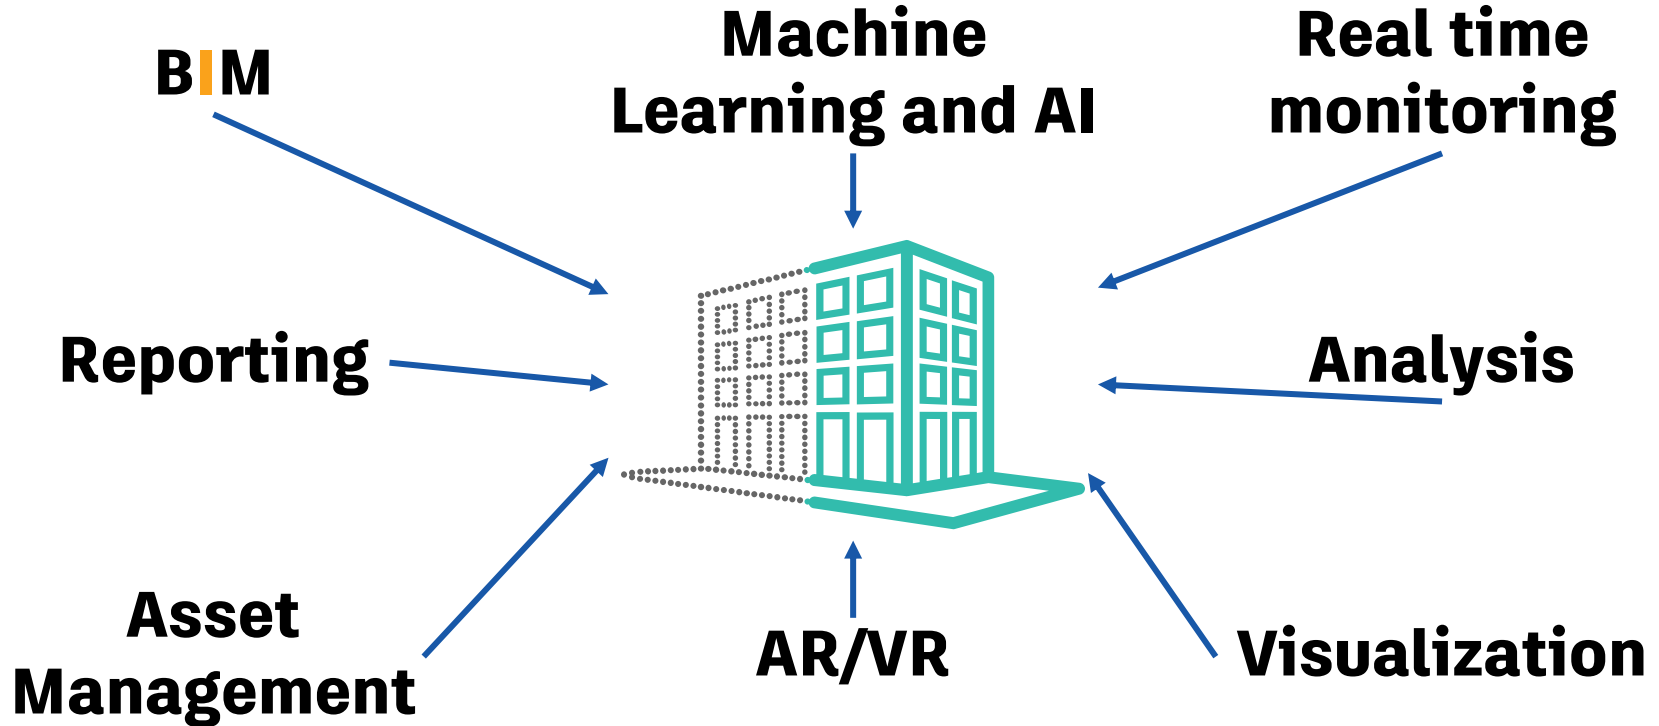 BIM
Machine
Learning and AI
Real time
monitoring
Reporting
Analysis
Asset
Management
AR/VR
Visualization